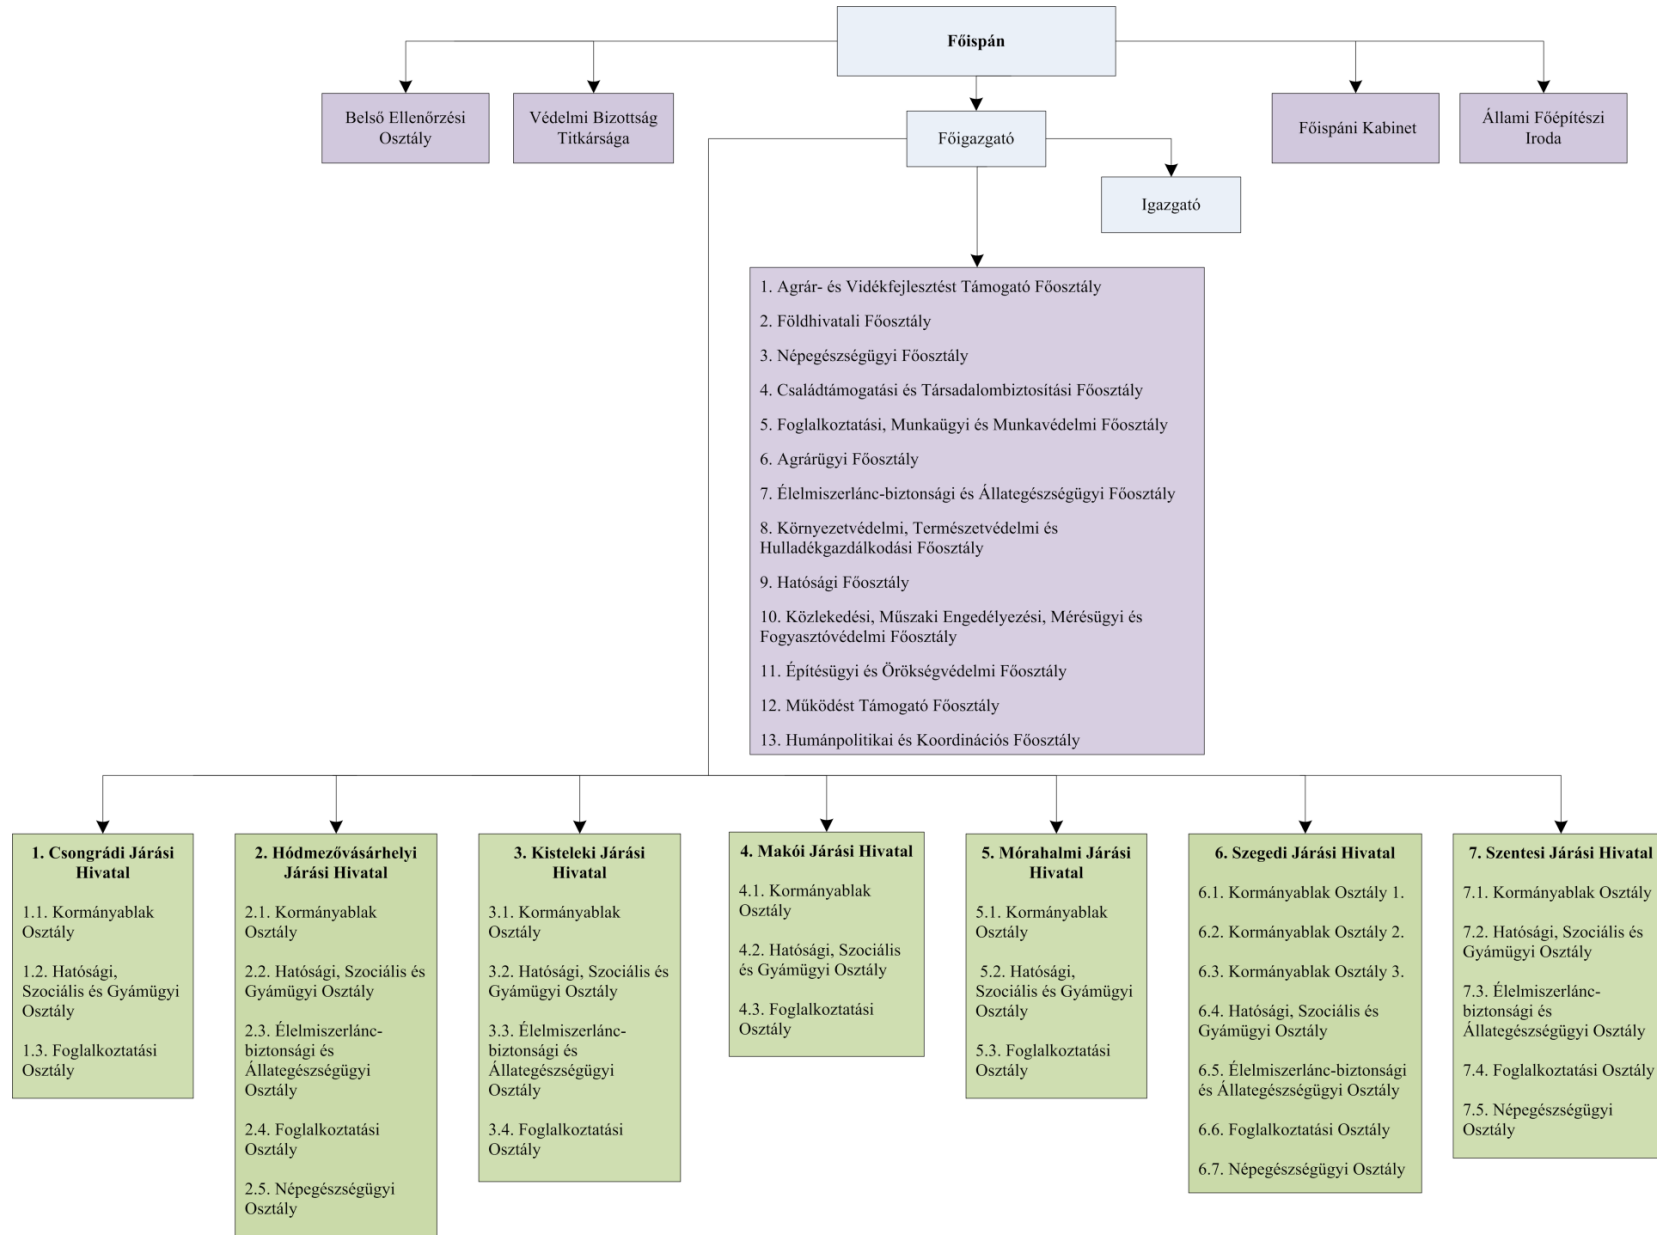 Főispán
Belső Ellenőrzési
Osztály
Védelmi Bizottság
Titkársága
Főigazgató
Igazgató
Főispáni Kabinet
Állami Főépítészi
Iroda
1. Agrár- és Vidékfejlesztést Támogató Főosztály
2. Földhivatali Főosztály
3. Népegészségügyi Főosztály
4. Családtámogatási és Társadalombiztosítási Főosztály
5. Foglalkoztatási, Munkaügyi és Munkavédelmi Főosztály
6. Agrárügyi Főosztály
7. Élelmiszerlánc-biztonsági és Állategészségügyi Főosztály
8. Környezetvédelmi, Természetvédelmi és
Hulladékgazdálkodási Főosztály
9. Hatósági Főosztály
10. Közlekedési, Műszaki Engedélyezési, Mérésügyi és
Fogyasztóvédelmi Főosztály
11. Építésügyi és Örökségvédelmi Főosztály
12. Működést Támogató Főosztály
13. Humánpolitikai és Koordinációs Főosztály
1. Csongrádi Járási
Hivatal
1.1. Kormányablak
Osztály
1.2. Hatósági,
Szociális és Gyámügyi
Osztály
1.3. Foglalkoztatási
Osztály
2. Hódmezővásárhelyi
Járási Hivatal
2.1. Kormányablak
Osztály
2.2. Hatósági, Szociális és
Gyámügyi Osztály
2.3. Élelmiszerlánc-
biztonsági és
Állategészségügyi
Osztály
2.4. Foglalkoztatási
Osztály
2.5. Népegészségügyi
Osztály
3. Kisteleki Járási
Hivatal
3.1. Kormányablak
Osztály
3.2. Hatósági, Szociális és
Gyámügyi Osztály
3.3. Élelmiszerlánc-
biztonsági és
Állategészségügyi
Osztály
3.4. Foglalkoztatási
Osztály
4. Makói Járási Hivatal
4.1. Kormányablak
Osztály
4.2. Hatósági, Szociális
és Gyámügyi Osztály
4.3. Foglalkoztatási
Osztály
5. Mórahalmi Járási
Hivatal
5.1. Kormányablak
Osztály
5.2. Hatósági,
Szociális és Gyámügyi
Osztály
5.3. Foglalkoztatási
Osztály
6. Szegedi Járási Hivatal
6.1. Kormányablak Osztály 1.
6.2. Kormányablak Osztály 2.
6.3. Kormányablak Osztály 3.
6.4. Hatósági, Szociális és
Gyámügyi Osztály
6.5. Élelmiszerlánc-biztonsági
és Állategészségügyi Osztály
6.6. Foglalkoztatási Osztály
6.7. Népegészségügyi Osztály
7. Szentesi Járási Hivatal
7.1. Kormányablak Osztály
7.2. Hatósági, Szociális és
Gyámügyi Osztály
7.3. Élelmiszerlánc-
biztonsági és
Állategészségügyi Osztály
7.4. Foglalkoztatási Osztály
7.5. Népegészségügyi
Osztály